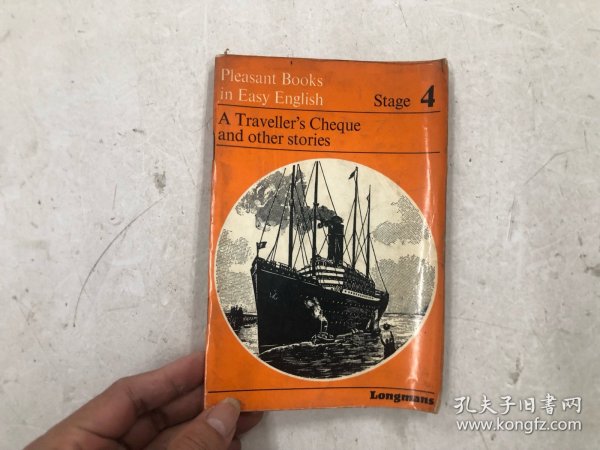 Pleasant Books
in Easy English
Stage 4
A Traveller's Cheque
and other stories
Longmans
孔夫子旧书网
www.kongfz.com